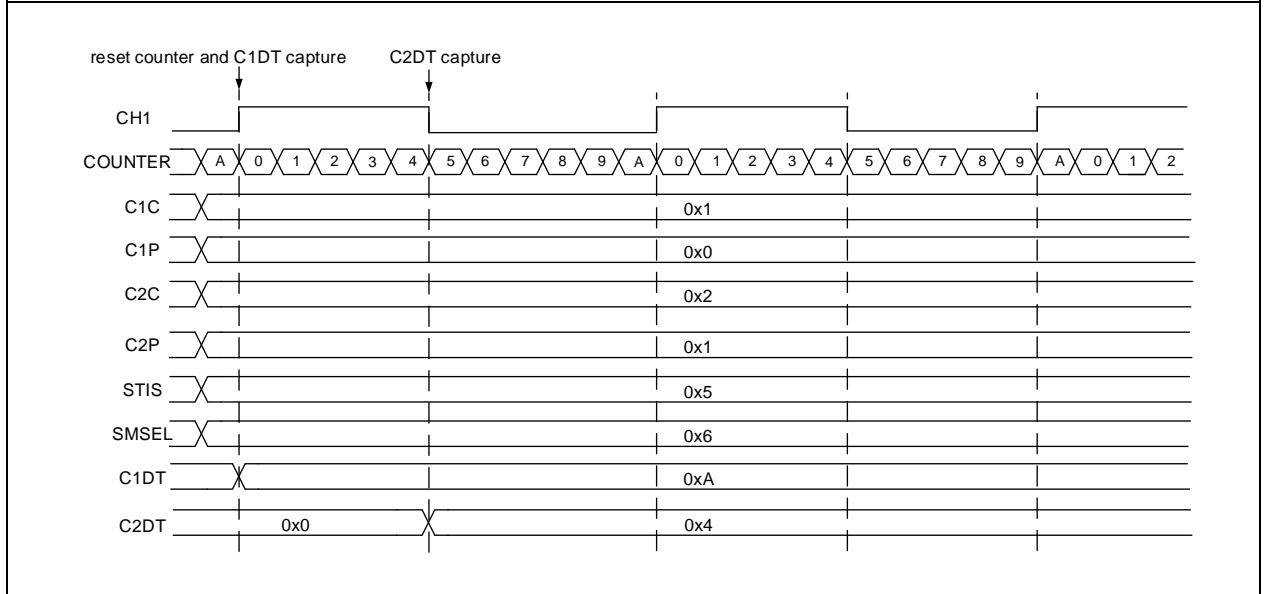 reset counter and C1DT capture C2DT capture
CH1
COUNTER A 0 1 2 3 4 5 6 7 8 9 A 0 1 2 3 4 5 6 7 8 9 A 0 1 2
C1C 0x1
C1P 0x0
C2C 0x2
C2P 0x1
STIS 0x5
SMSEL 0x6
C1DT 0xA
C2DT 0x0 0x4